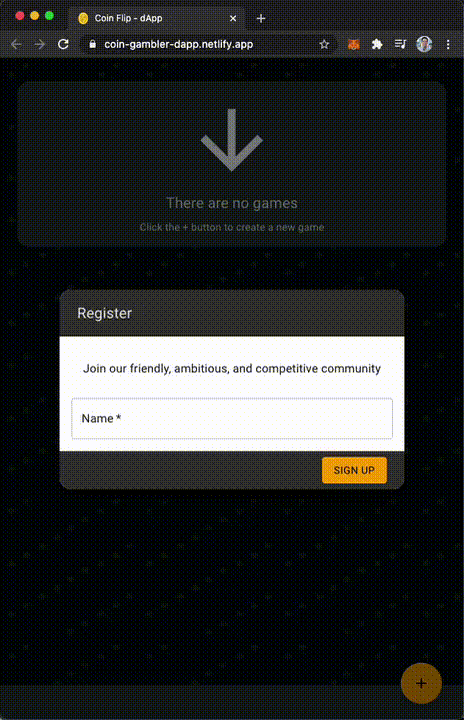 Coin Flip - dApp
coin-gambler-dapp.netlify.app
There are no games
Click the + button to create a new game
Register
Join our friendly, ambitious, and competitive community
Name *
SIGN UP
+